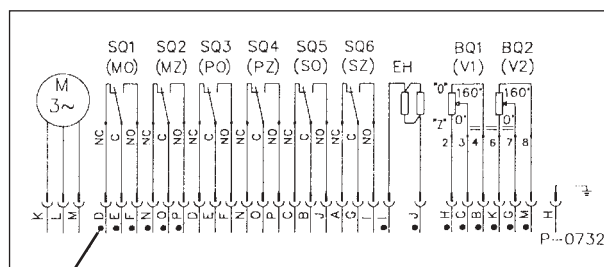 SQ1 SQ2 SQ3 SQ4 SQ5 SQ6 EH BQ1 BQ2
(MO) (MZ) (PO) (PZ) (SO) (SZ) (V1) (V2)
M
3~
"O" 160° 160°
"Z" 0° 0°
NC C NO NC C NO NC C NO NC C NO NC C NO NC C NO 2 3 4 6 7 8
K L M D E F N O P D E F N O P C B J A G I I J H C B K G M H
P-0732